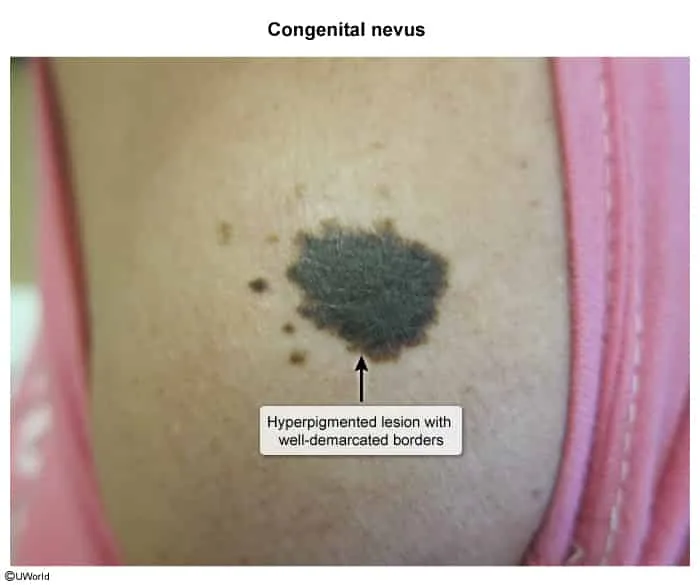 Congenital nevus
Hyperpigmented lesion with
well-demarcated borders
©UWorld